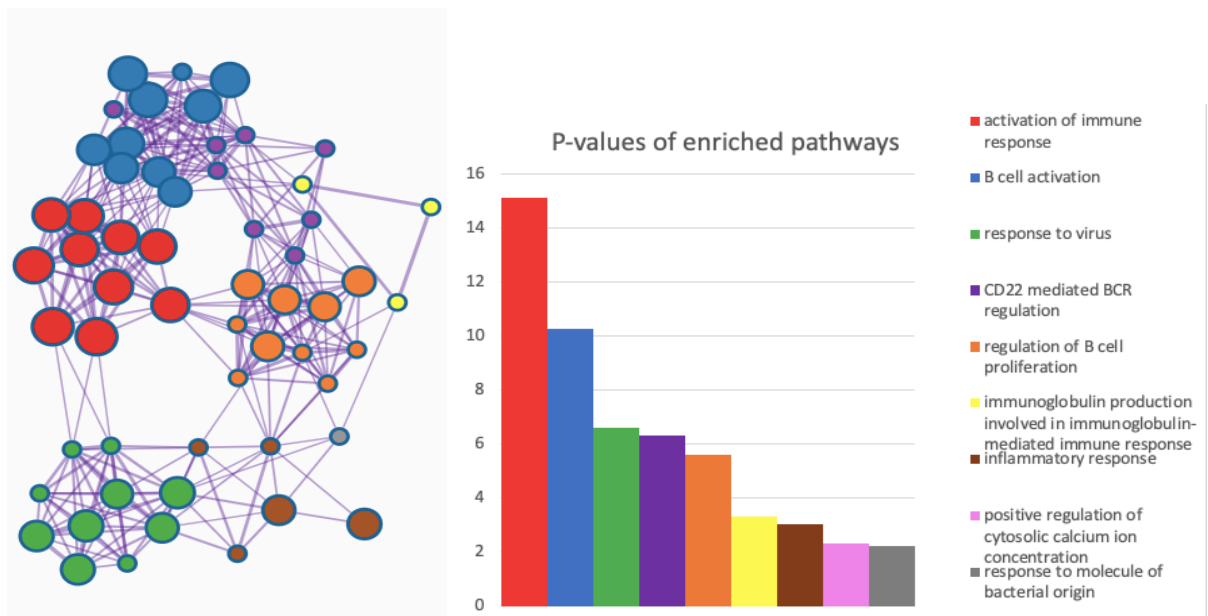 P-values of enriched pathways
16
14
12
10
8
6
4
2
0
activation of immune
response
B cell activation
response to virus
CD22 mediated BCR
regulation
regulation of B cell
proliferation
immunoglobulin production
involved in immunoglobulin-
mediated immune response
inflammatory response
positive regulation of
cytosolic calcium ion
concentration
response to molecule of
bacterial origin